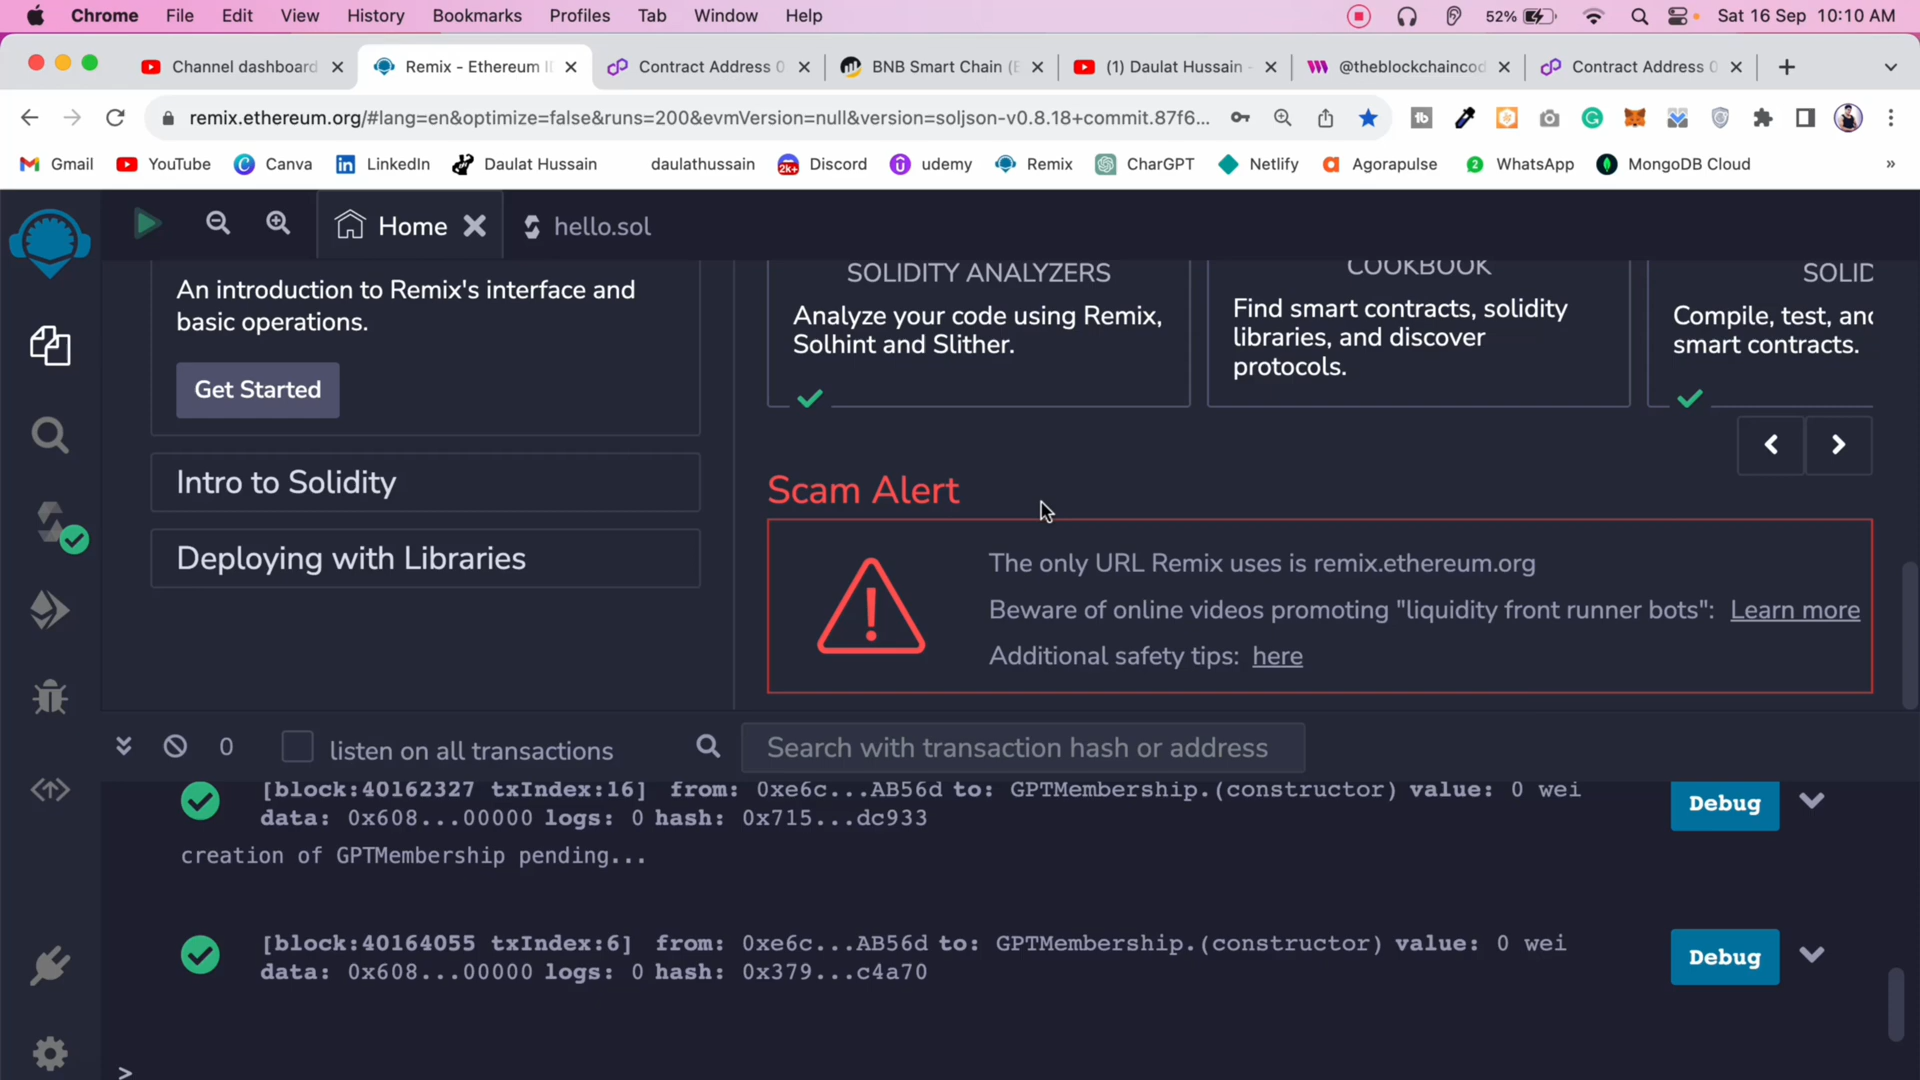 Chrome File Edit View History Bookmarks Profiles Tab Window Help 52% Sat 16 Sep 10:10 AM
Channel dashboard Remix - Ethereum I Contract Address 0 BNB Smart Chain (B (1) Daulat Hussain - @theblockchaincod Contract Address 0
remix.ethereum.org/#lang=en&optimize=false&runs=200&evmVersion=null&version=soljson-v0.8.18+commit.87f6...
Gmail YouTube Canva LinkedIn Daulat Hussain daulathussain Discord udemy Remix CharGPT Netlify Agorapulse WhatsApp MongoDB Cloud »
Home hello.sol
An introduction to Remix's interface and
basic operations.
Get Started
Intro to Solidity
Deploying with Libraries
SOLIDITY ANALYZERS
Analyze your code using Remix,
Solhint and Slither.
COOKBOOK
Find smart contracts, solidity
libraries, and discover
protocols.
SOLID
Compile, test, and
smart contracts.
Scam Alert
The only URL Remix uses is remix.ethereum.org
Beware of online videos promoting "liquidity front runner bots": Learn more
Additional safety tips: here
0 listen on all transactions Search with transaction hash or address
[block:40162327 txIndex:16] from: 0xe6c...AB56d to: GPTMembership.(constructor) value: 0 wei
data: 0x608...00000 logs: 0 hash: 0x715...dc933
Debug
creation of GPTMembership pending...
[block:40164055 txIndex:6] from: 0xe6c...AB56d to: GPTMembership.(constructor) value: 0 wei
data: 0x608...00000 logs: 0 hash: 0x379...c4a70
Debug
>